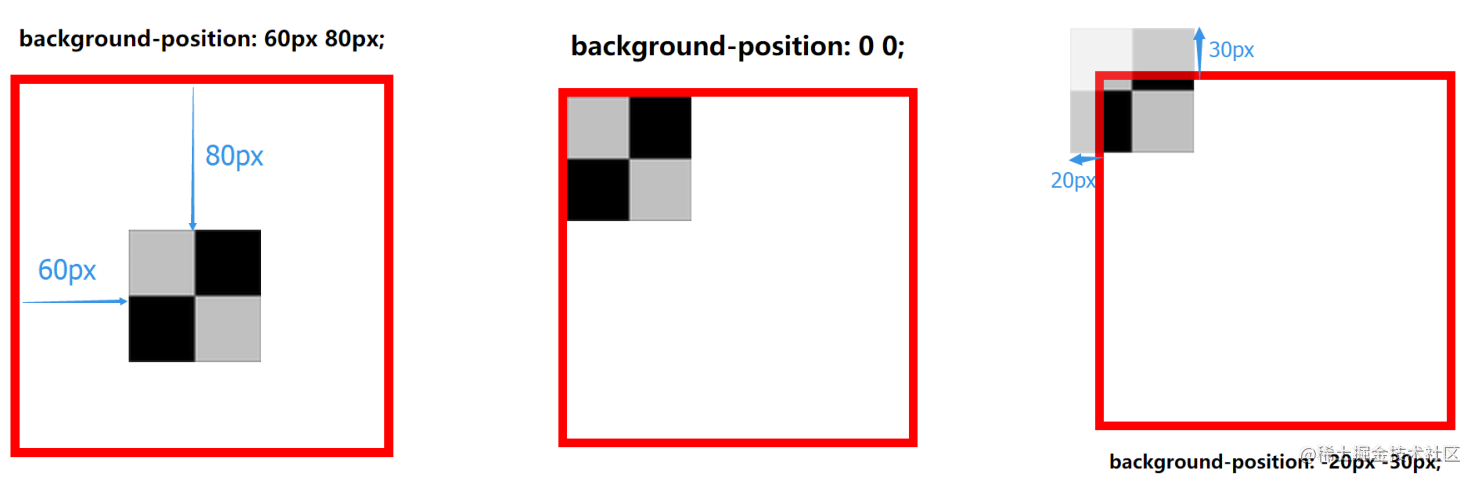 background-position: 60px 80px;
80px
60px
background-position: 0 0;
30px
20px
background-position: -20px -30px;
@稀土掘金技术社区